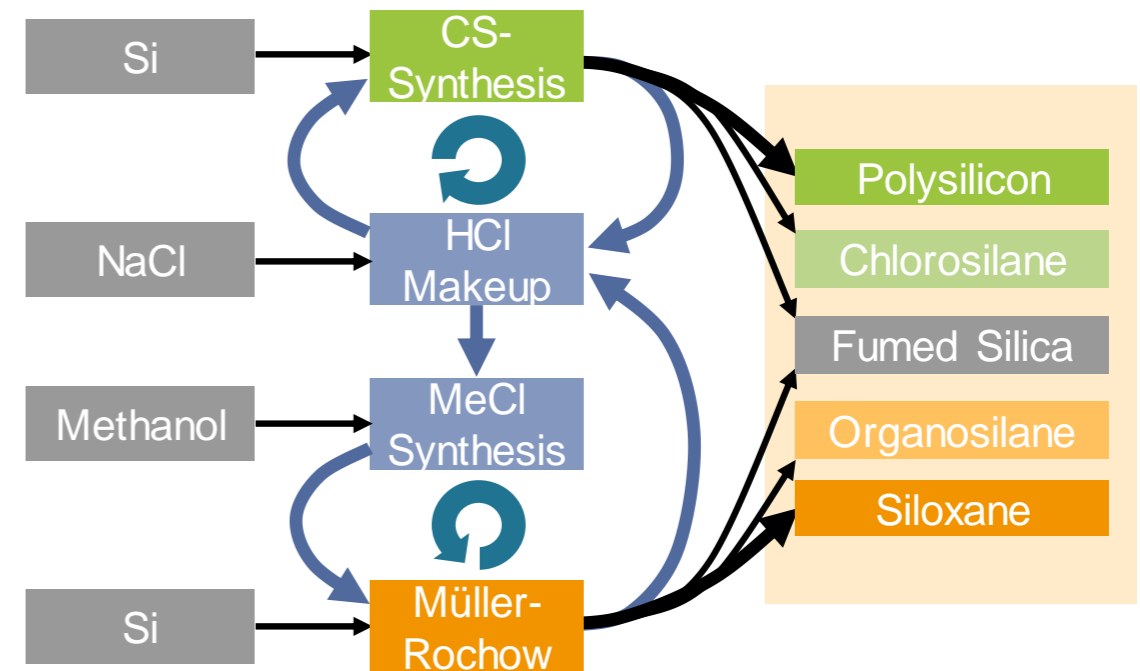 Si
CS-
Synthesis
NaCl
HCl
Makeup
Methanol
MeCl
Synthesis
Si
Müller-
Rochow
Polysilicon
Chlorosilane
Fumed Silica
Organosilane
Siloxane